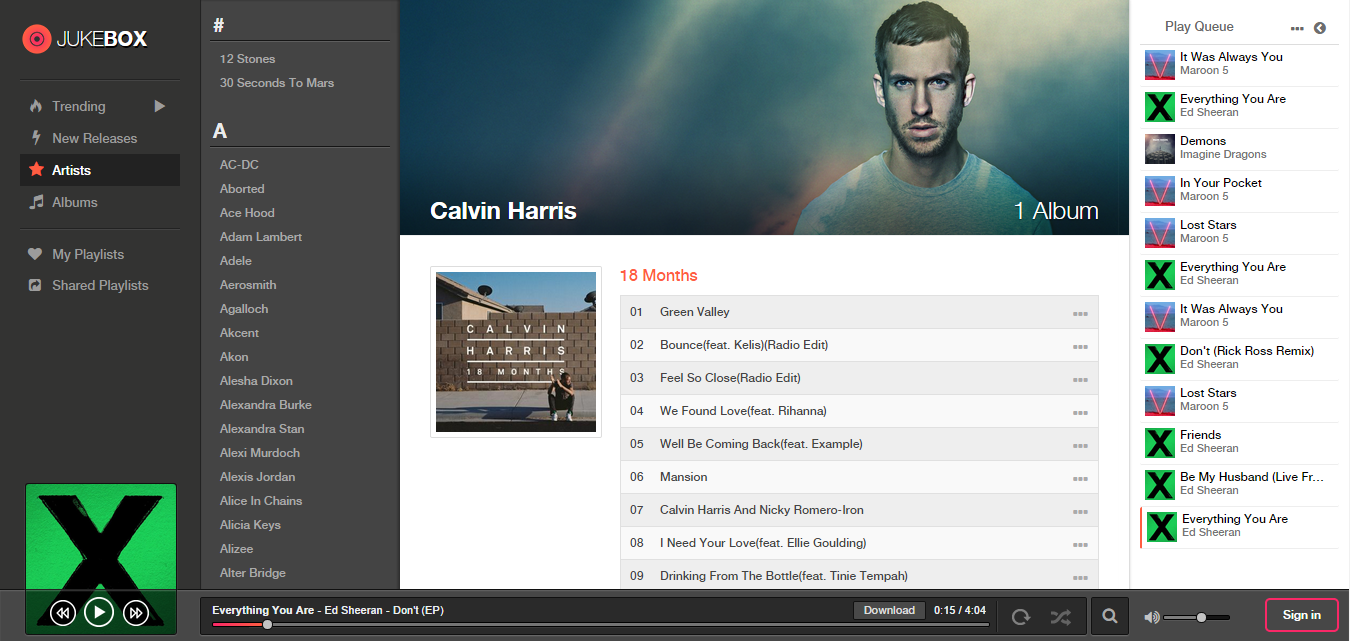 JUKEBOX
Trending
New Releases
Artists
Albums
My Playlists
Shared Playlists
#
12 Stones
30 Seconds To Mars
A
AC-DC
Aborted
Ace Hood
Adam Lambert
Adele
Aerosmith
Agalloch
Akcent
Akon
Alesha Dixon
Alexandra Burke
Alexandra Stan
Alexi Murdoch
Alexis Jordan
Alice In Chains
Alicia Keys
Alizee
Alter Bridge
Calvin Harris
1 Album
CALVIN
HARRIS
18 MONTHS
18 Months
01 Green Valley
02 Bounce(feat. Kelis)(Radio Edit)
03 Feel So Close(Radio Edit)
04 We Found Love(feat. Rihanna)
05 Well Be Coming Back(feat. Example)
06 Mansion
07 Calvin Harris And Nicky Romero-Iron
08 I Need Your Love(feat. Ellie Goulding)
09 Drinking From The Bottle(feat. Tinie Tempah)
Play Queue
It Was Always You
Maroon 5
Everything You Are
Ed Sheeran
Demons
Imagine Dragons
In Your Pocket
Maroon 5
Lost Stars
Maroon 5
Everything You Are
Ed Sheeran
It Was Always You
Maroon 5
Don't (Rick Ross Remix)
Ed Sheeran
Lost Stars
Maroon 5
Friends
Ed Sheeran
Be My Husband (Live Fr...
Ed Sheeran
Everything You Are
Ed Sheeran
Everything You Are - Ed Sheeran - Don't (EP)
Download
0:15 / 4:04
Sign in